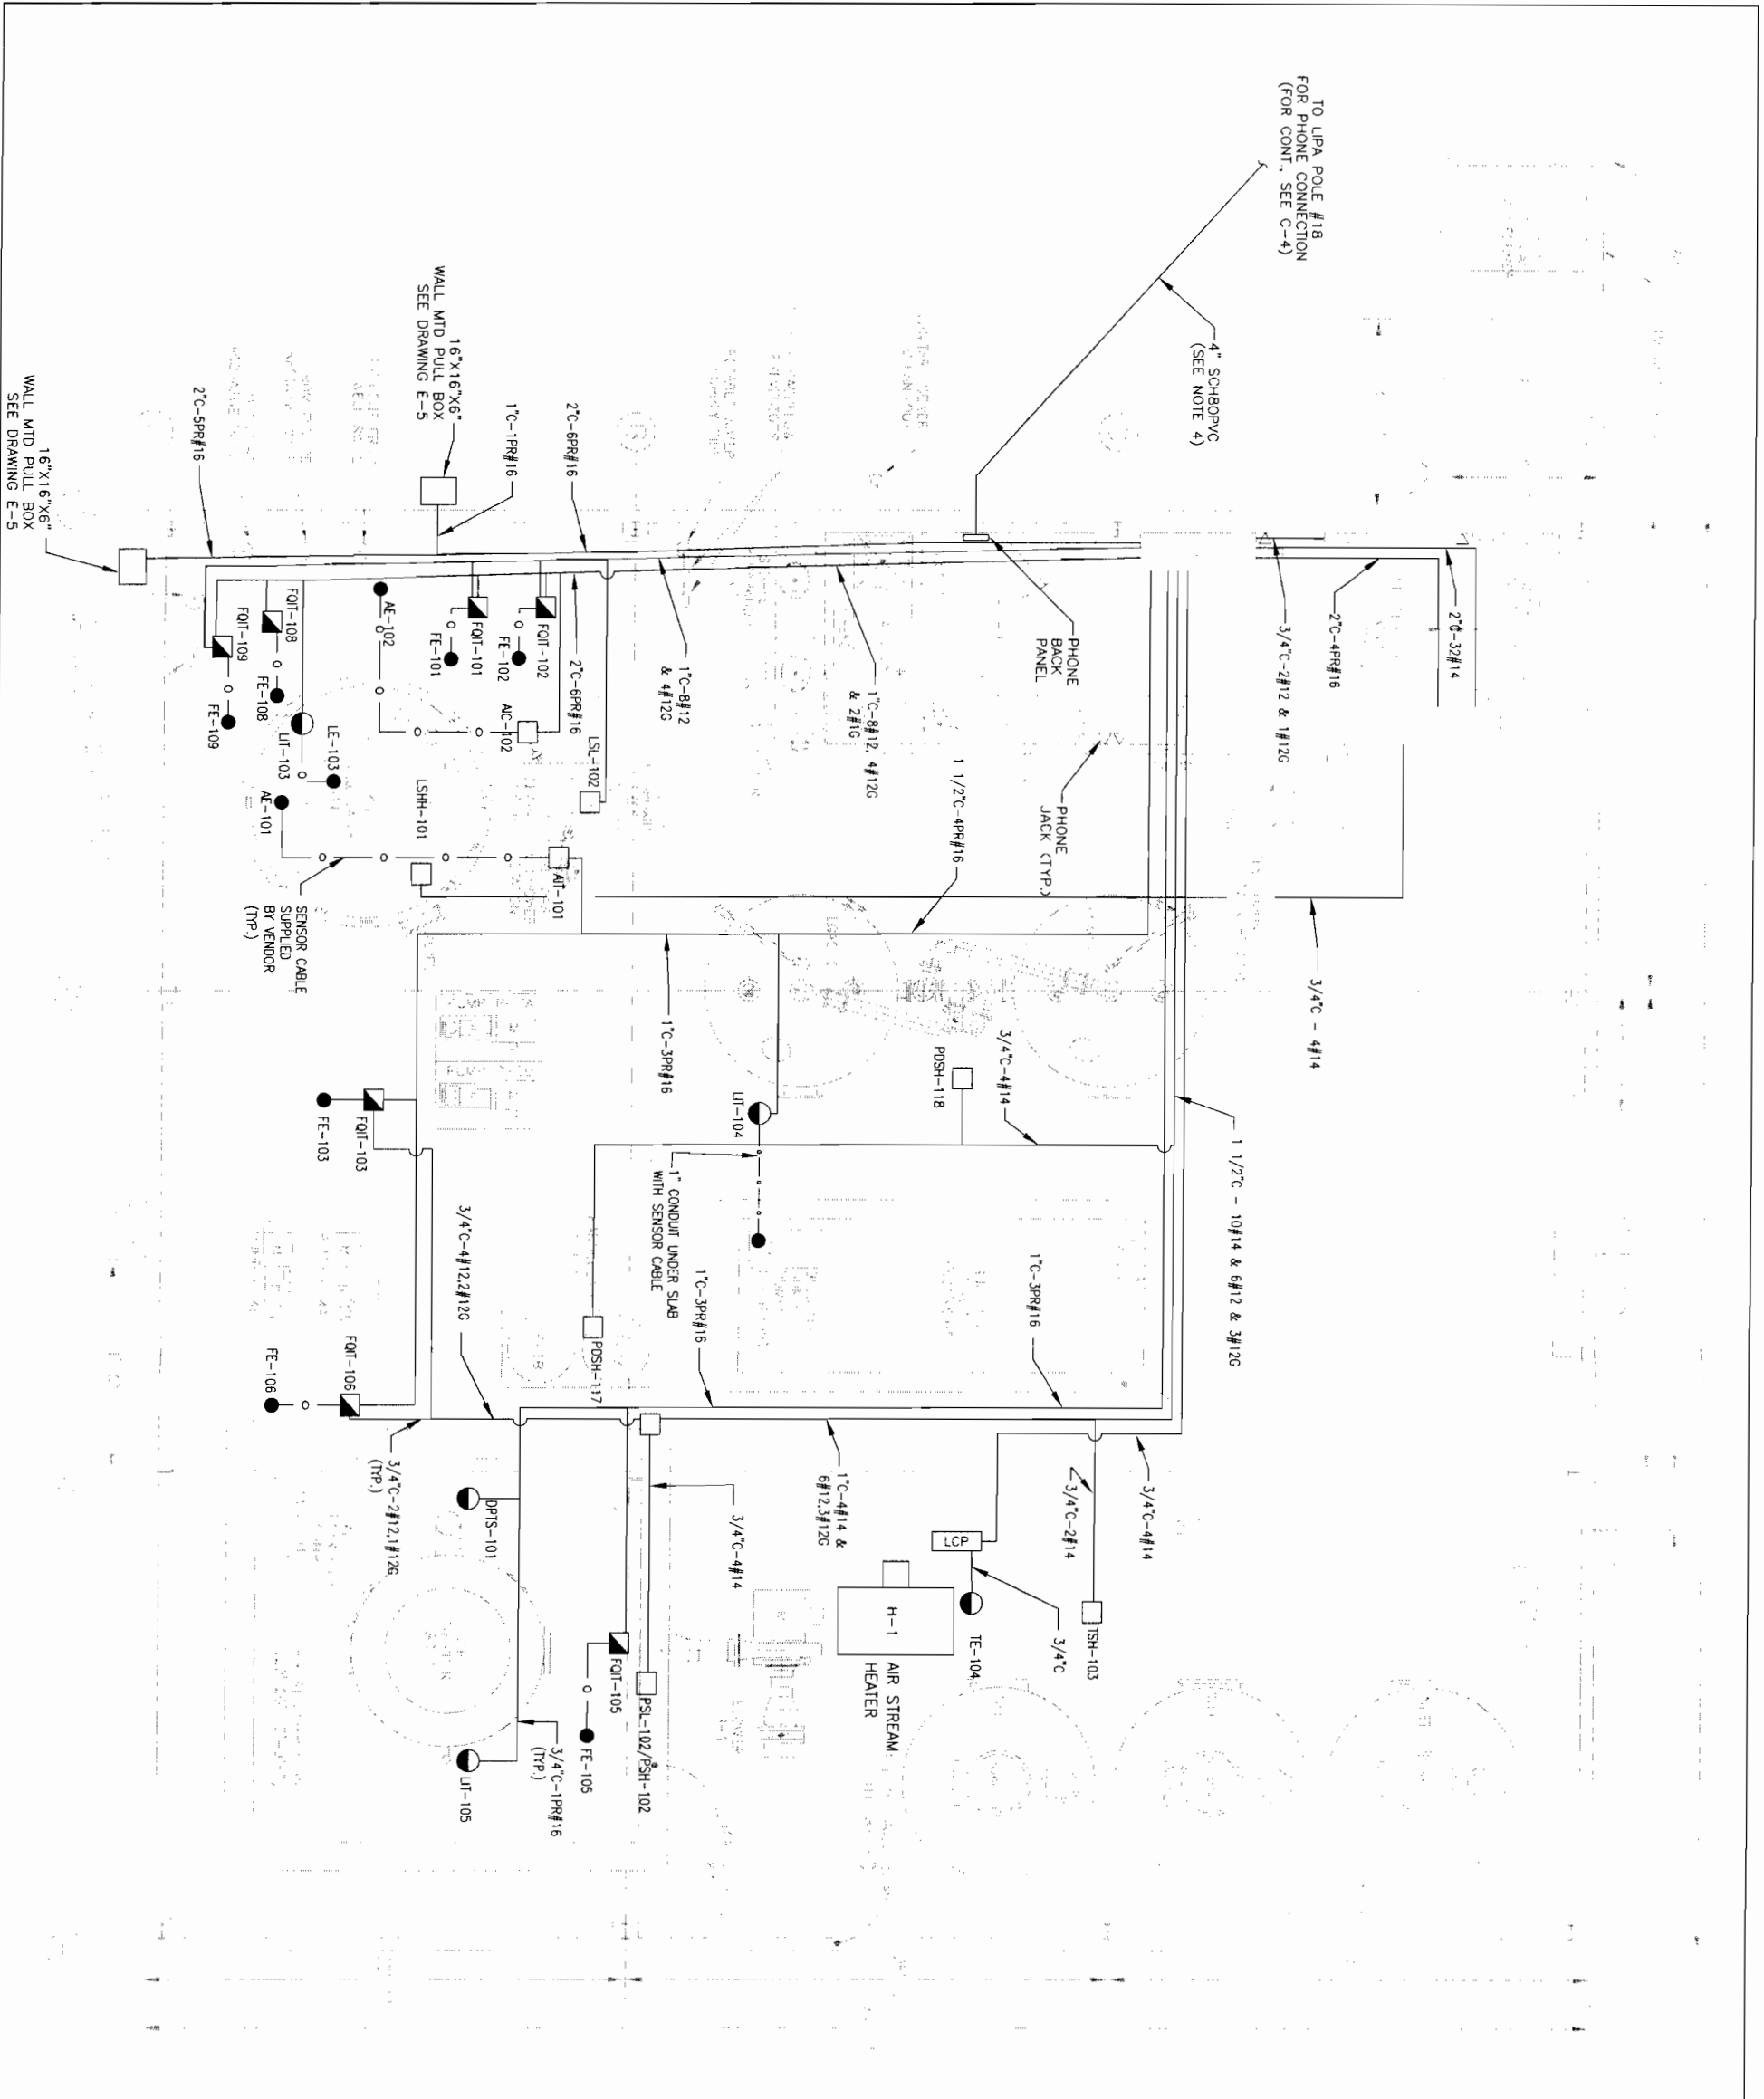 TO LIPA POLE #18
FOR PHONE CONNECTION
(FOR CONT., SEE C-4)
4" SCH80PVC
(SEE NOTE 4)
2"C-32#14
2"C-4PR#16
3/4"C-2#12 & 1#12G
3/4"C - 4#14
1 1/2"C - 10#14 & 6#12 & 3#12G
PHONE
BACK
PANEL
PHONE
JACK (TYP.)
1"C-8#12, 4#12G
& 2#1G
1 1/2"C-4PR#16
3/4"C-4#14
PDSH-118
1"C-3PR#16
3/4"C-4#14
3/4"C-2#14
TSH-103
3/4"C
TE-104
LCP
H-1
AIR STREAM
HEATER
1"C-4#14 &
6#12,3#12G
3/4"C-4#14
PSL-102/PSH-102
FQIT-105
FE-105
3/4"C-1PR#16
(TYP.)
LIT-105
DPTS-101
1"C-3PR#16
1" CONDUIT UNDER SLAB
WITH SENSOR CABLE
LIT-104
1"C-3PR#16
PDSH-117
3/4"C-4#12,2#12G
3/4"C-2#12,1#12G
(TYP.)
FQIT-106
FE-106
FQIT-103
FE-103
16"X16"X6"
WALL MTD PULL BOX
SEE DRAWING E-5
1"C-1PR#16
2"C-6PR#16
1"C-8#12
& 4#12G
2"C-6PR#16
LSL-102
AIC-102
FQIT-102
FE-102
FQIT-101
FE-101
AE-102
LSHH-101
AIT-101
SENSOR CABLE
SUPPLIED
BY VENDOR
(TYP.)
AE-101
LE-103
LIT-103
FQIT-108
FE-108
FQIT-109
FE-109
2"C-5PR#16
16"X16"X6"
WALL MTD PULL BOX
SEE DRAWING E-5